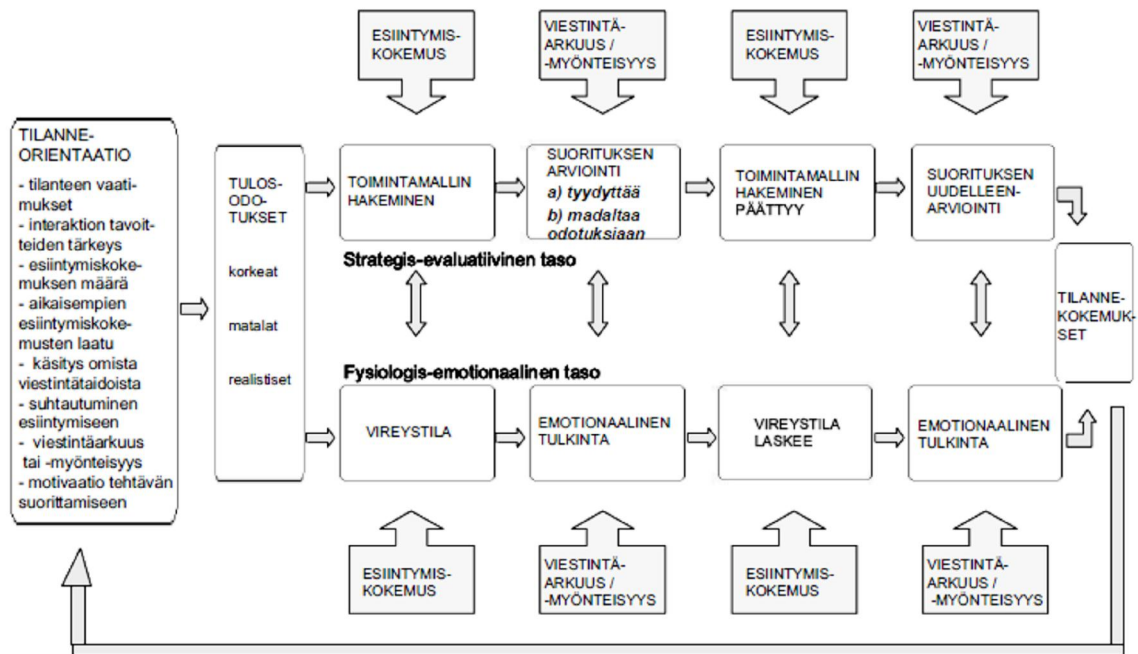 ESIINTYMIS-
KOKEMUS
VIESTINTÄ-
ARKUUS /
-MYÖNTEISYYS
ESIINTYMIS-
KOKEMUS
VIESTINTÄ-
ARKUUS /
-MYÖNTEISYYS
TILANNE-
ORIENTAATIO
- tilanteen vaati-
mukset
- interaktion tavoit-
teiden tärkeys
- esiintymiskoke-
muksen määrä
- aikaisempien
esiintymiskoke-
musten laatu
- käsitys omista
viestintätaidoista
- suhtautuminen
esiintymiseen
- viestintäarkuus
tai -myönteisyys
- motivaatio tehtävän
suorittamiseen
TULOS-
ODO-
TUKSET
korkeat
matalat
realistiset
TOIMINTAMALLIN
HAKEMINEN
SUORITUKSEN
ARVIOINTI
a) tyydyttää
b) madaltaa
odotuksiaan
TOIMINTAMALLIN
HAKEMINEN
PÄÄTTYY
SUORITUKSEN
UUDELLEEN-
ARVIOINTI
Strategis-evaluatiivinen taso
TILANNE-
KOKEMUK-
SET
Fysiologis-emotionaalinen taso
VIREYSTILA
EMOTIONAALINEN
TULKINTA
VIREYSTILA
LASKEE
EMOTIONAALINEN
TULKINTA
ESIINTYMIS-
KOKEMUS
VIESTINTÄ-
ARKUUS /
-MYÖNTEISYYS
ESIINTYMIS-
KOKEMUS
VIESTINTÄ-
ARKUUS /
-MYÖNTEISYYS